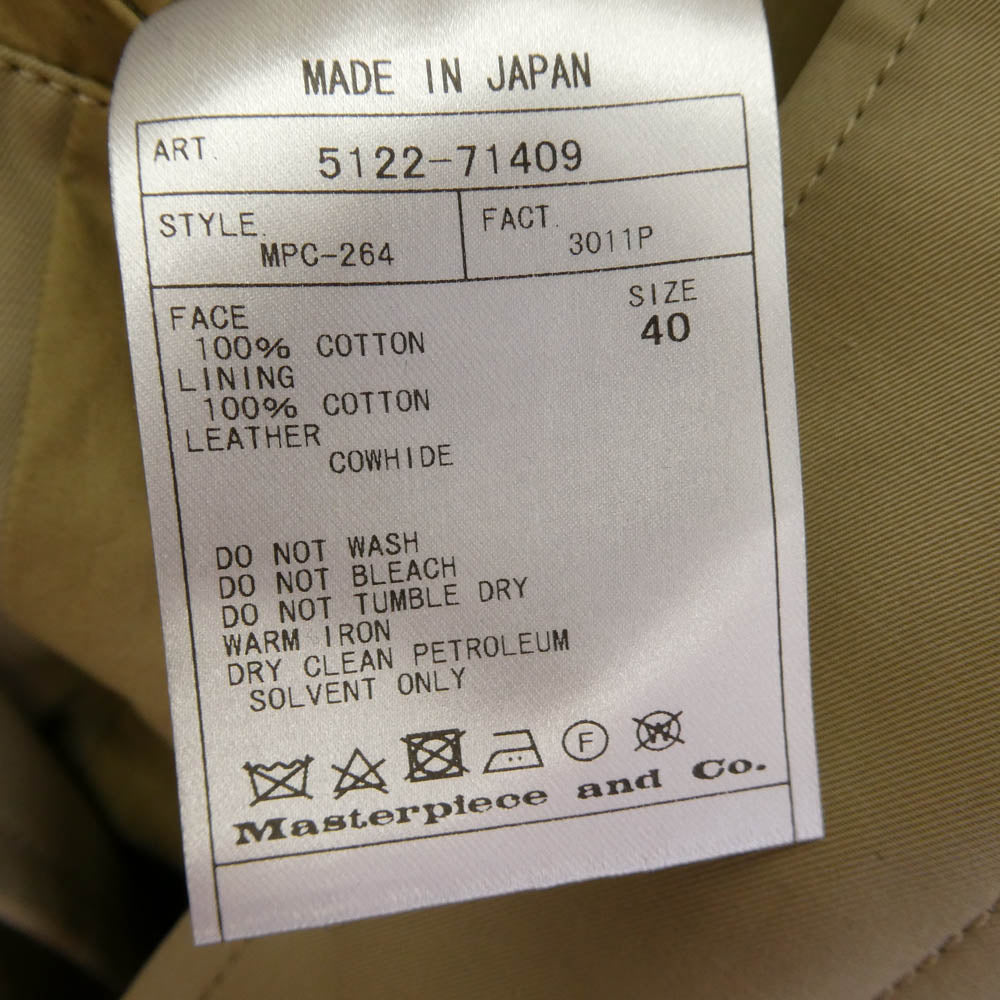 MADE IN JAPAN
ART. 5122-71409
STYLE. FACT.
MPC-264 3011P
FACE SIZE
100% COTTON 40
LINING
100% COTTON
LEATHER
COWHIDE
DO NOT WASH
DO NOT BLEACH
DO NOT TUMBLE DRY
WARM IRON
DRY CLEAN PETROLEUM
SOLVENT ONLY
F W
Masterpiece and Co.